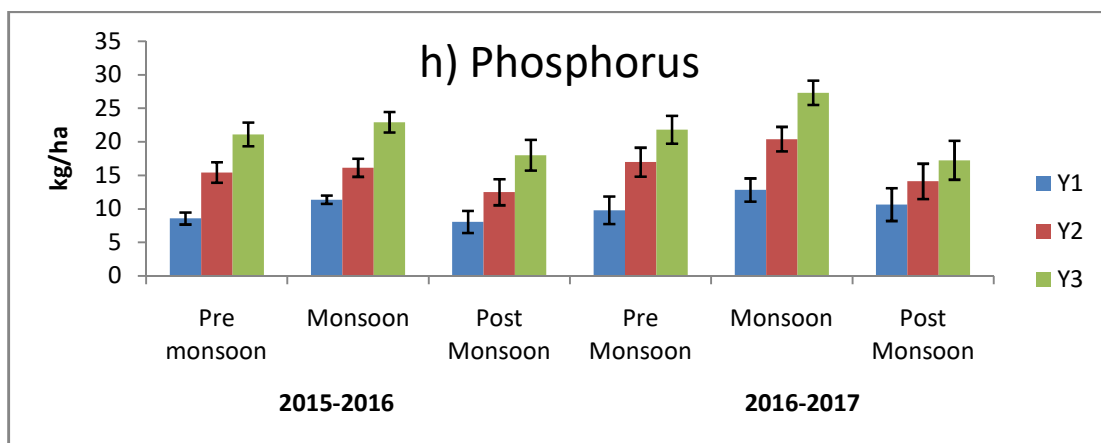 h) Phosphorus
kg/ha
35
30
25
20
15
10
5
0
Y1
Y2
Y3
Pre monsoon
Monsoon
Post Monsoon
Pre Monsoon
Monsoon
Post Monsoon
2015-2016
2016-2017